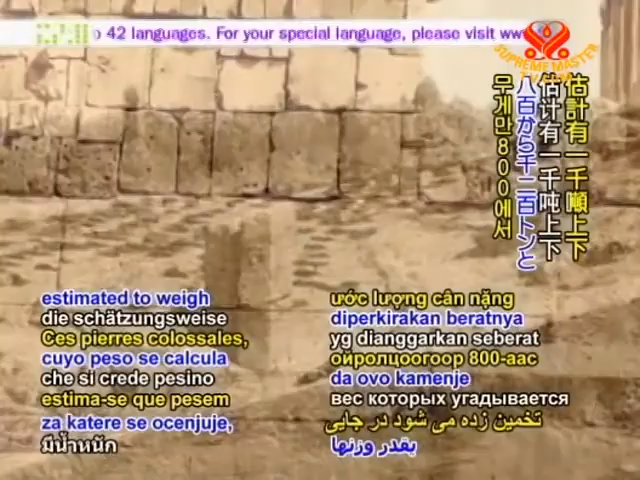 o 42 languages. For your special language, please visit www.
SUPREME MASTER
估計有一千噸上下
估计有一千吨上下
八百から千二百トンと
무게만800에서
estimated to weigh
die schätzungsweise
Ces pierres colossales,
cuyo peso se calcula
che si crede pesino
estima-se que pesem
za katere se ocenjuje,
มีน้ำหนัก
ước lượng cân nặng
diperkirakan beratnya
yg dianggarkan seberat
ойролцоогоор 800-аас
da ovo kamenje
вес которых угадывается
تخمین زده می شود در جایی
بقدر وزنها